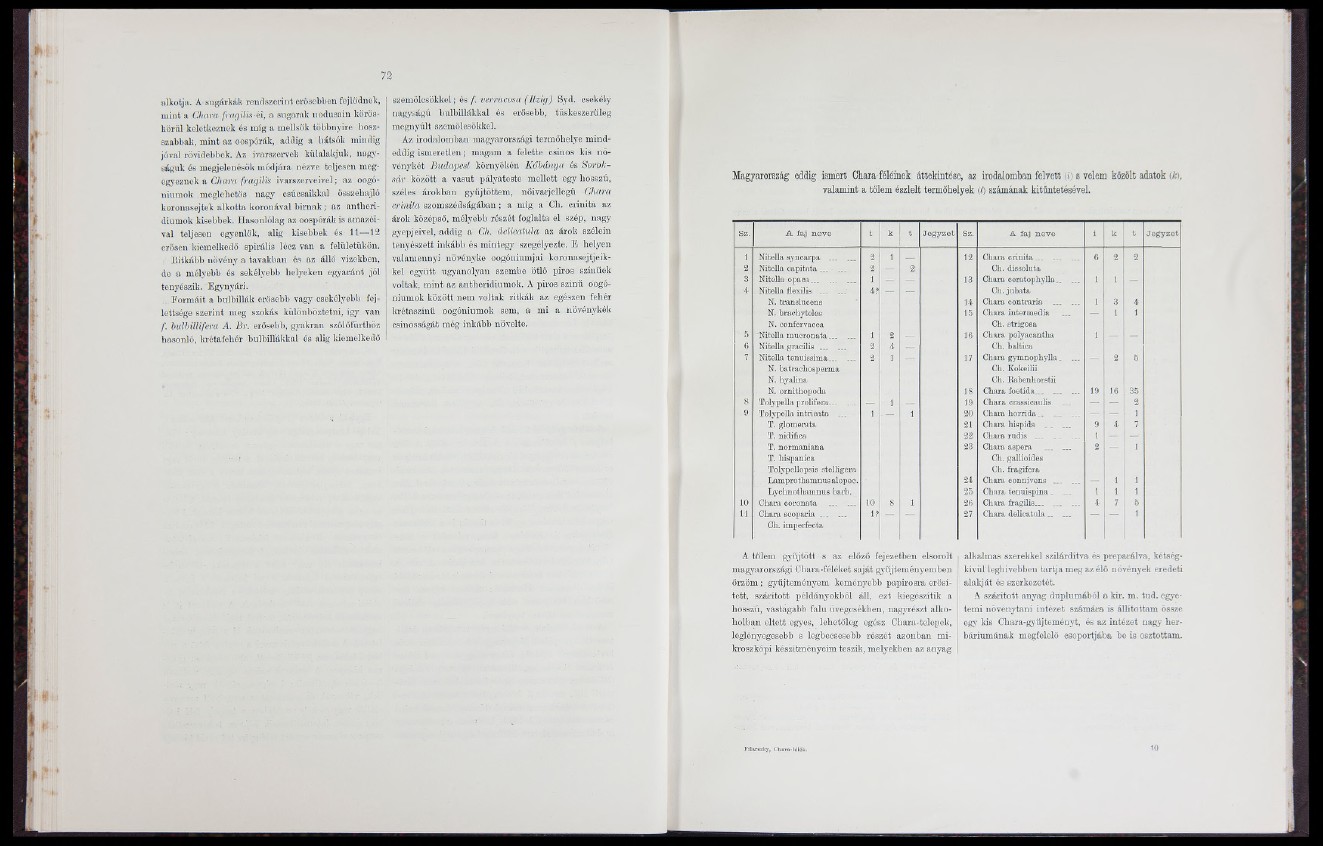 72
alkotja. A sugárkák rendszerint erősebben fejlődnek,
mint a Chara fragilis-éi, a sugarak nodusain körös-
körül keletkeznek és míg a mellsők többnyire hosz-
szabbak, mint az oospórák, addig a hátsók mindig
jóval rövidebbek. Az ivarszervek külalakjuk, nagy-
ságuk és megjelenésök módjára nézve teljesen meg-
egyeznek a Chara fragilis ivarszerveivel; az oogó-
niumok meglehetős nagy csúcsaikkal összehajló
koronasejtek alkotta koronával birnak; az antheri-
diumok kisebbek. Hasonlólag az oospórák is amazéi-
val teljesen egyenlők, alig kisebbek és 11—12
erősen kiemelkedő spirális lécz van a felületükön.
Ritkább növény a tavakban és az álló vizekben,
de a mélyebb és sekélyebb helyeken egyaránt jól
tenyészik. Egynyári.
Formáit a bulbillák erősebb vagy csekélyebb fej-
lettsége szerint meg szokás különböztetni, így van
f. bulbillifera A. Br. erősebb, gyakran szőlőfürthöz
hasonló, krétafehér bulbillákkal és alig kiemelkedő
szemölcsökkel; és f. verrucosa (Itzig) Syd. csekély
nagyságú bulbillákkal és erősebb, tüskeszerűleg
megnyúlt szemölcsökkel.
Az irodalomban magyarországi termőhelye mind-
eddig ismeretlen; magam a felette csinos kis nö-
vénykét Budapest környékén Kőbánya és Sorok-
sár között a vasut pályateste mellett egy hosszú,
széles árokban gyűjtöttem, nőivarjellegű Chara
crinita szomszédságában; a míg a Ch. crinita az
árok középső, mélyebb részét foglalta el szép, nagy
gyepjeivel, addig a Ch. delicatula az árok szélein
tenyészett inkább és mintegy szegélyezte. E helyen
valamennyi növényke oogóniumjai koronasejtjeik-
kel együtt ugyanolyan szembe ötlő piros színűek
voltak, mint az antheridiumok. A piros színű oogó-
niumok között nem voltak ritkák az egészen fehér
krétaszínű oogóniumok sem, a mi a növénykék
csinosságát még inkább növelte.
Magyarország eddig ismert Chara-féléinek áttekintése, az irodalomban felvett (i) a velem közölt adatok (k),
valamint a tőlem észlelt termőhelyek (t) számának kitüntetésével.
Sz. A faj neve i k t Jegyzet Sz. A faj neve i k t Jegyzet
1 Nitella syncarpa 2 1 —
2 Nitella capitata 2 — 2
3 Nitella opaca 1 — —
4 Nitella flexilis 4? — —
N. translucens
N. brachyteles
N. confervacea
5 Nitella mucronata 1 2 —
6 Nitella gracilis 2 4 —
7 Nitella tenuissima 2 1 —
N. batrachosperma
N. hyalina
N. ornithopoda
8 Tolypella prolifera — 1 —
9 Tolypella intricata 1 — 1
T. glomerata
T. nidifica
T. normaniana
T. hispanica
Tolypellopsis stelligera
Lamprothamnus alopec.
Lychnothamnus barb.
10 Chara coronata 10 8 1
11 Chara scoparia 1? — —
Ch. imperfecta
12 Chara crinita 6 2 2
Ch. dissoluta
13 Chara ceratophylla 1 1 —
Ch. jubata
14 Chara contraria 1 3 4
15 Chara intermedia — 1 1
Ch. strigosa
16 Chara polyacantha 1 — —
Ch. baltica
17 Chara gymnophylla — 2 5
Ch. Kokeilii
Ch. Rabenhorstii
18 Chara foetida 19 16 35
19 Chara crassicaulis — — 2
20 Chara horrida — — 1
21 Chara hispida 9 4 7
22 Chara rudis 1 — —
23 Chara aspera 2 — 1
Ch. gallioides
Ch. fragifera
24 Chara connivens — 1 1
25 Chara tenuispina 1 1 1
26 Chara fragilis 4 7 5
27 Chara delicatula — — 1
A tőlem gyűjtött s az előző fejezetben elsorolt
magyarországi Chara-féléket saját gyűjteményemben
őrzöm; gyűjteményem keményebb papirosra erősí-
tett, szárított példányokból áll, ezt kiegészítik a
hosszú, vastagabb falu üvegcsékben, nagyrészt alko-
holban eltett egyes, lehetőleg egész Chara-telepek,
leglényegesebb s legbecsesebb részét azonban mi-
kroszkópi készítményeim teszik, melyekben az anyag
alkalmas szerekkel szilárdítva és preparálva, kétség-
kivül leghívebben tartja meg az élő növények eredeti
alakját és szerkezetét.
A szárított anyag duplumából a kir. m. tud. egye-
temi növénytani intézet számára is állítottam össze
egy kis Chara-gyűjteményt, és az intézet nagy her-
báriumának megfelelő csoportjába be is osztottam.
Filarszky, Chara-félék.
10